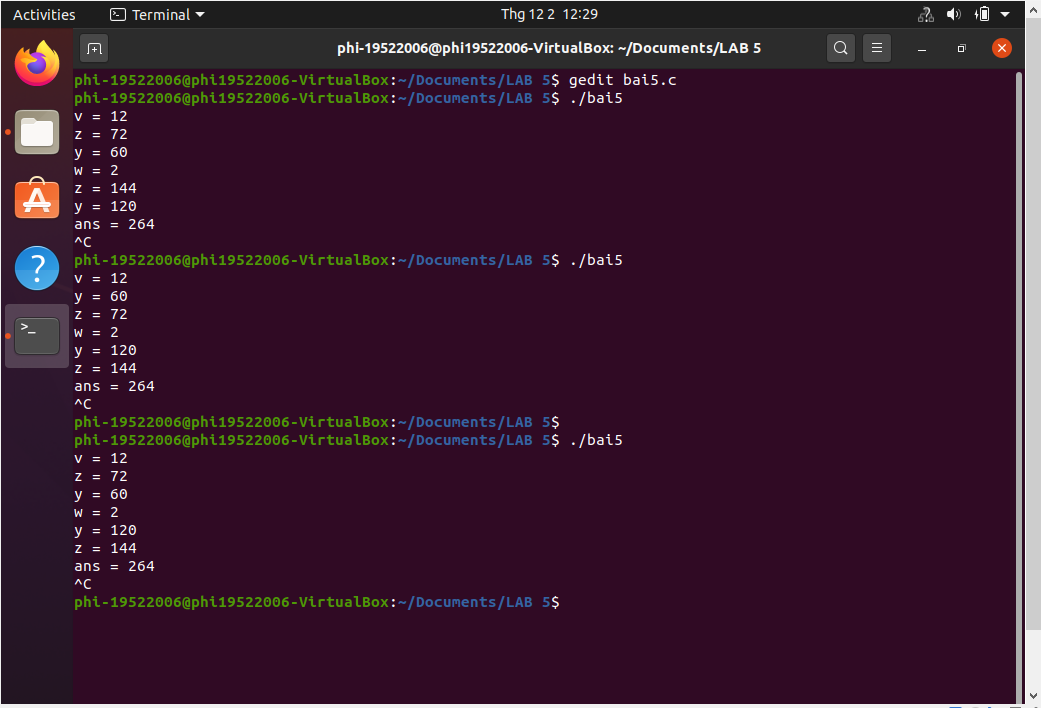 Activities Terminal Thg 12 2 12:29
phi-19522006@phi19522006-VirtualBox: ~/Documents/LAB 5
phi-19522006@phi19522006-VirtualBox:~/Documents/LAB 5$ gedit bai5.c
phi-19522006@phi19522006-VirtualBox:~/Documents/LAB 5$ ./bai5
v = 12
z = 72
y = 60
w = 2
z = 144
y = 120
ans = 264
^C
phi-19522006@phi19522006-VirtualBox:~/Documents/LAB 5$ ./bai5
v = 12
y = 60
z = 72
w = 2
y = 120
z = 144
ans = 264
^C
phi-19522006@phi19522006-VirtualBox:~/Documents/LAB 5$
phi-19522006@phi19522006-VirtualBox:~/Documents/LAB 5$ ./bai5
v = 12
z = 72
y = 60
w = 2
y = 120
z = 144
ans = 264
^C
phi-19522006@phi19522006-VirtualBox:~/Documents/LAB 5$